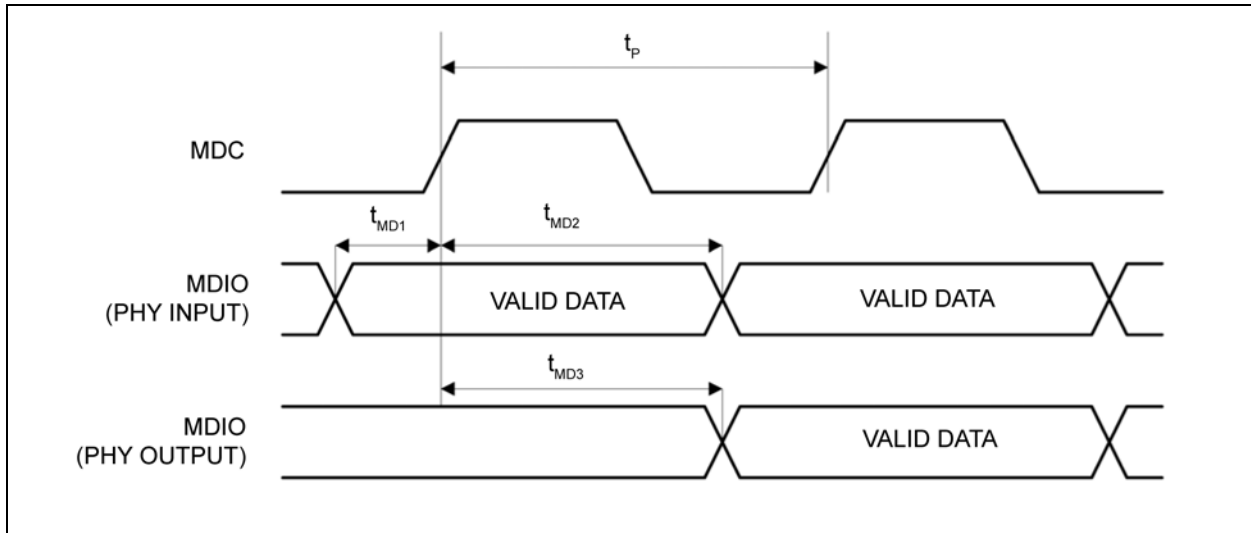 tP
MDC
tMD1
tMD2
MDIO
(PHY INPUT)
VALID DATA
VALID DATA
tMD3
MDIO
(PHY OUTPUT)
VALID DATA